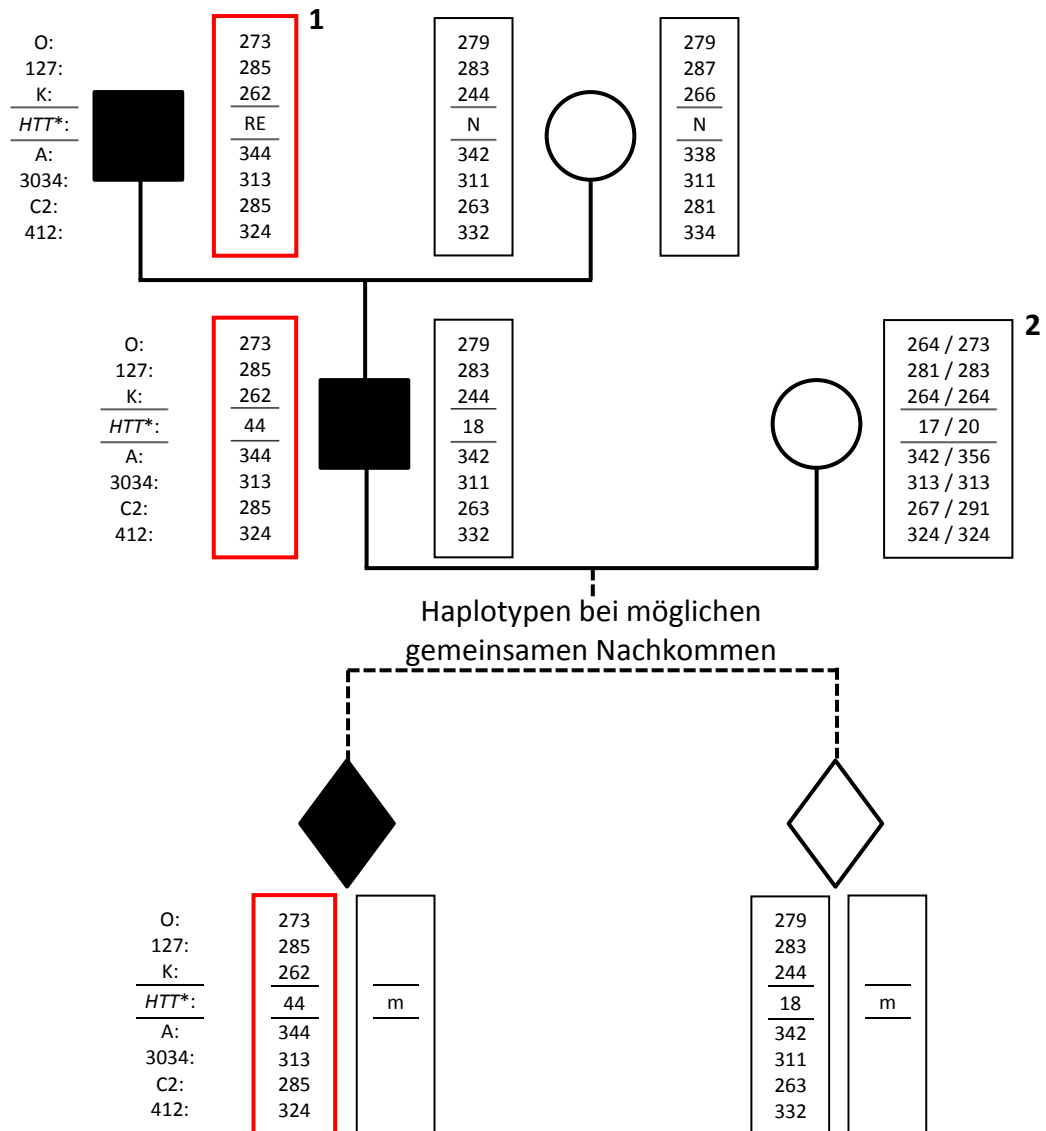 1
O: 273 279 279
127: 285 283 287
K: 262 244 266
HTT*: RE N N
A: 344 342 338
3034: 313 311 311
C2: 285 263 281
412: 324 332 334
2
O: 273 279 264 / 273
127: 285 283 281 / 283
K: 262 244 264 / 264
HTT*: 44 18 17 / 20
A: 344 342 342 / 356
3034: 313 311 313 / 313
C2: 285 263 267 / 291
412: 324 332 324 / 324
Haplotypen bei möglichen
gemeinsamen Nachkommen
O: 273 279
127: 285 283
K: 262 244
HTT*: 44 m 18 m
A: 344 342
3034: 313 311
C2: 285 263
412: 324 332